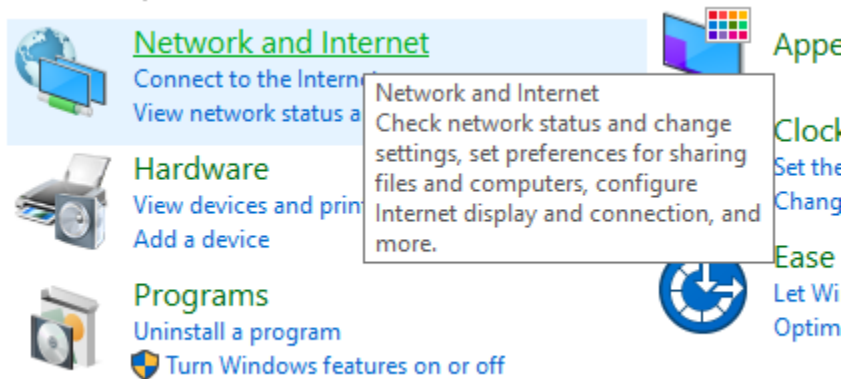 Network and Internet
Connect to the Internet
View network status a
Network and Internet
Check network status and change
settings, set preferences for sharing
files and computers, configure
Internet display and connection, and
more.
Hardware
View devices and prin
Add a device
Programs
Uninstall a program
Turn Windows features on or off
Appe
Clock
Set the
Chang
Ease
Let Wi
Optim